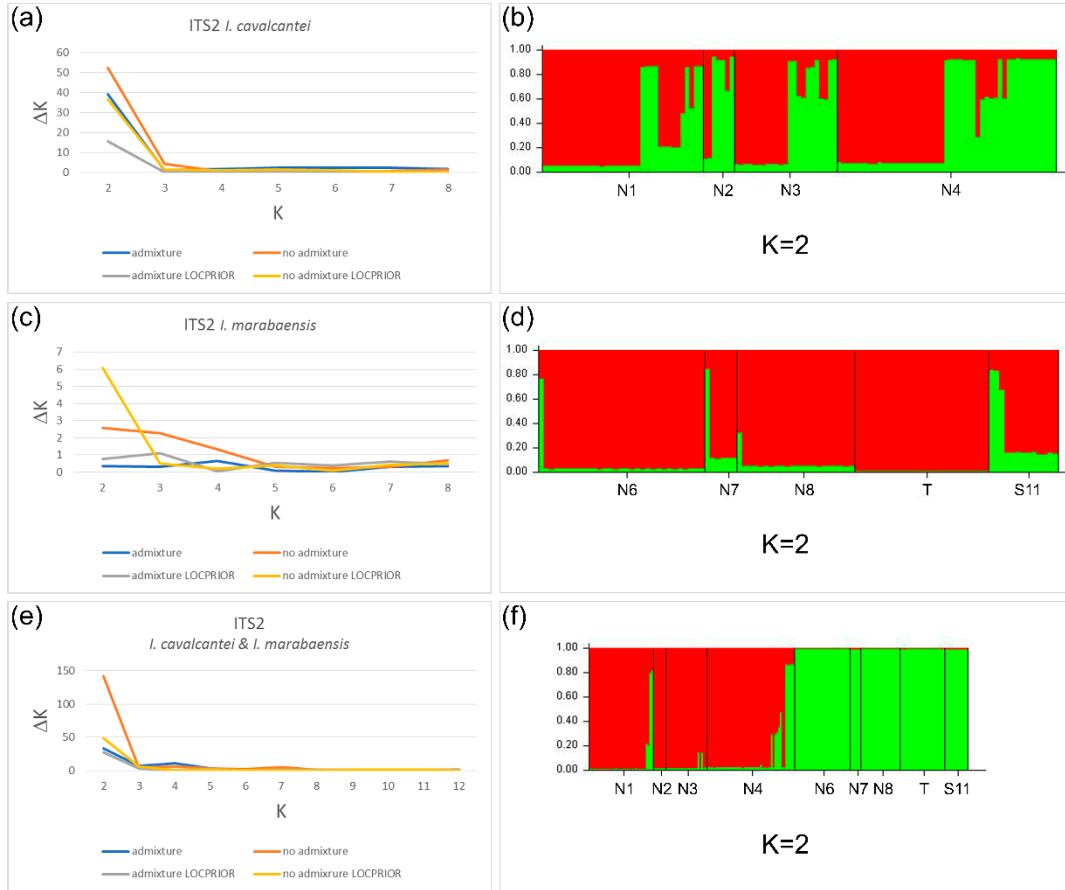 (a)
ITS2 I. cavalcantei
60
50
40
30
20
10
0
ΔK
2 3 4 5 6 7 8
K
admixture no admixture
admixture LOCPRIOR no admixture LOCPRIOR
(b)
1.00
0.80
0.60
0.40
0.20
0.00
N1 N2 N3 N4
K=2
(c)
ITS2 I. marabaensis
7
6
5
4
3
2
1
0
ΔK
2 3 4 5 6 7 8
K
admixture no admixture
admixture LOCPRIOR no admixture LOCPRIOR
(d)
1.00
0.80
0.60
0.40
0.20
0.00
N6 N7 N8 T S11
K=2
(e)
ITS2
I. cavalcantei & I. marabaensis
150
100
50
0
ΔK
2 3 4 5 6 7 8 9 10 11 12
K
admixture no admixture
admixture LOCPRIOR no admixture LOCPRIOR
(f)
1.00
0.80
0.60
0.40
0.20
0.00
N1 N2 N3 N4 N6 N7 N8 T S11
K=2